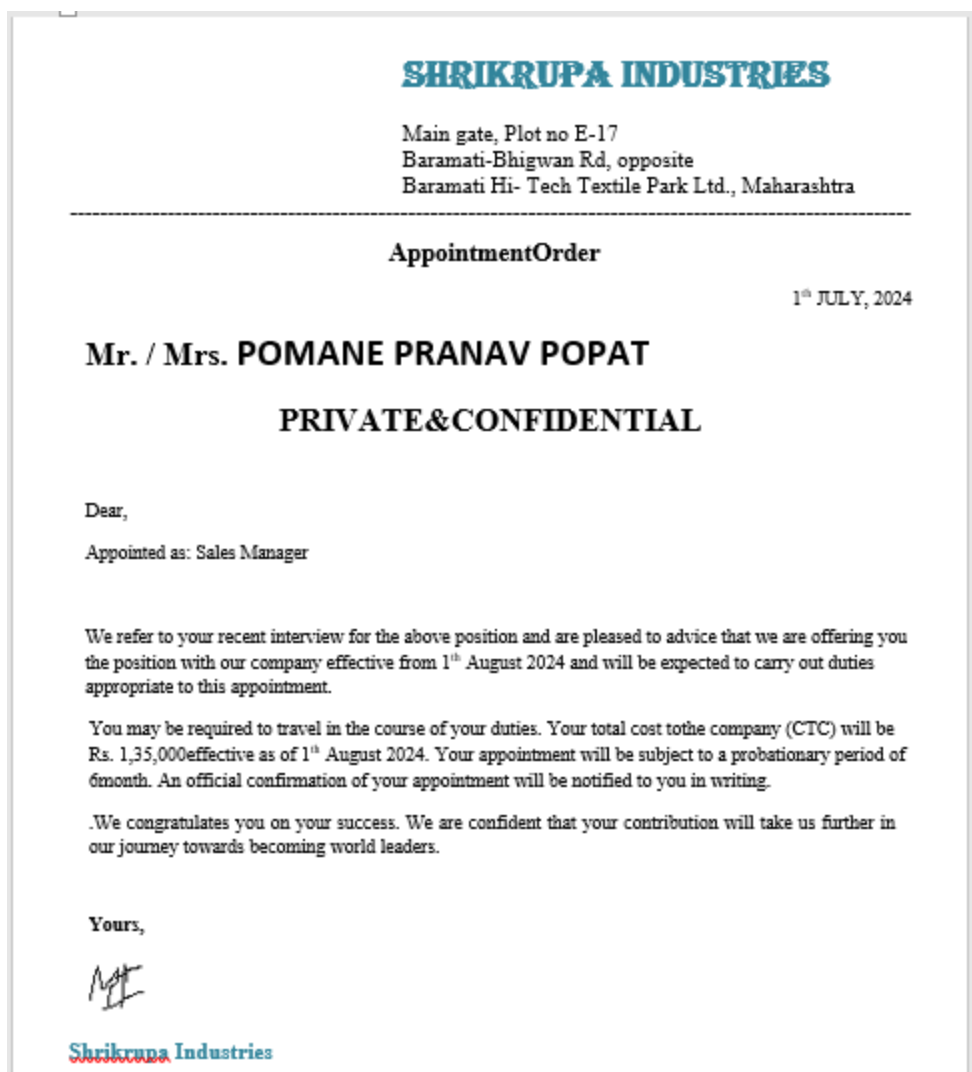 SHRIKRUPA INDUSTRIES
Main gate, Plot no E-17
Baramati-Bhigwan Rd, opposite
Baramati Hi- Tech Textile Park Ltd., Maharashtra
AppointmentOrder
1th JULY, 2024
Mr. / Mrs. POMANE PRANAV POPAT
PRIVATE&CONFIDENTIAL
Dear,
Appointed as: Sales Manager
We refer to your recent interview for the above position and are pleased to advice that we are offering you
the position with our company effective from 1th August 2024 and will be expected to carry out duties
appropriate to this appointment.
You may be required to travel in the course of your duties. Your total cost tothe company (CTC) will be
Rs. 1,35,000effective as of 1th August 2024. Your appointment will be subject to a probationary period of
6month. An official confirmation of your appointment will be notified to you in writing.
.We congratulates you on your success. We are confident that your contribution will take us further in
our journey towards becoming world leaders.
Yours,
Shrikrupa Industries